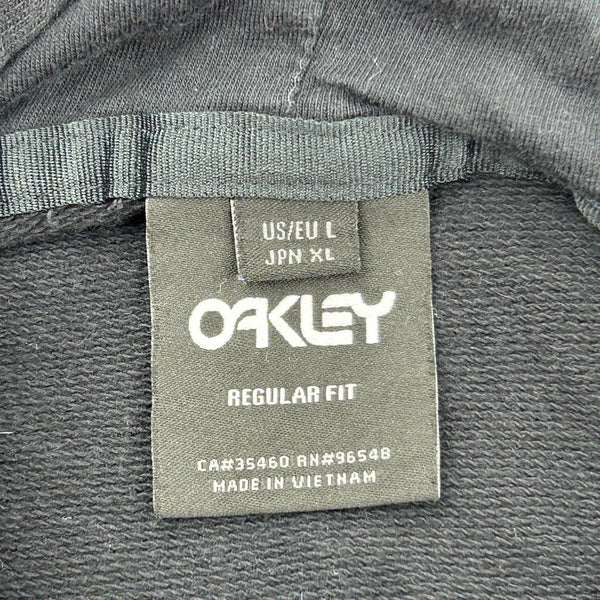 US/EU L
JPN XL
OAKLEY
REGULAR FIT
CA#35460 RN#96548
MADE IN VIETNAM